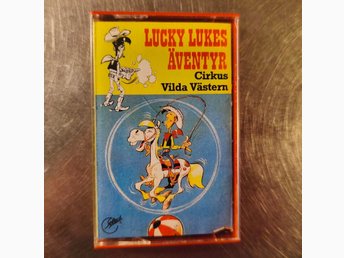 LUCKY LUKES
ÄVENTYR
Cirkus
Vilda Västern